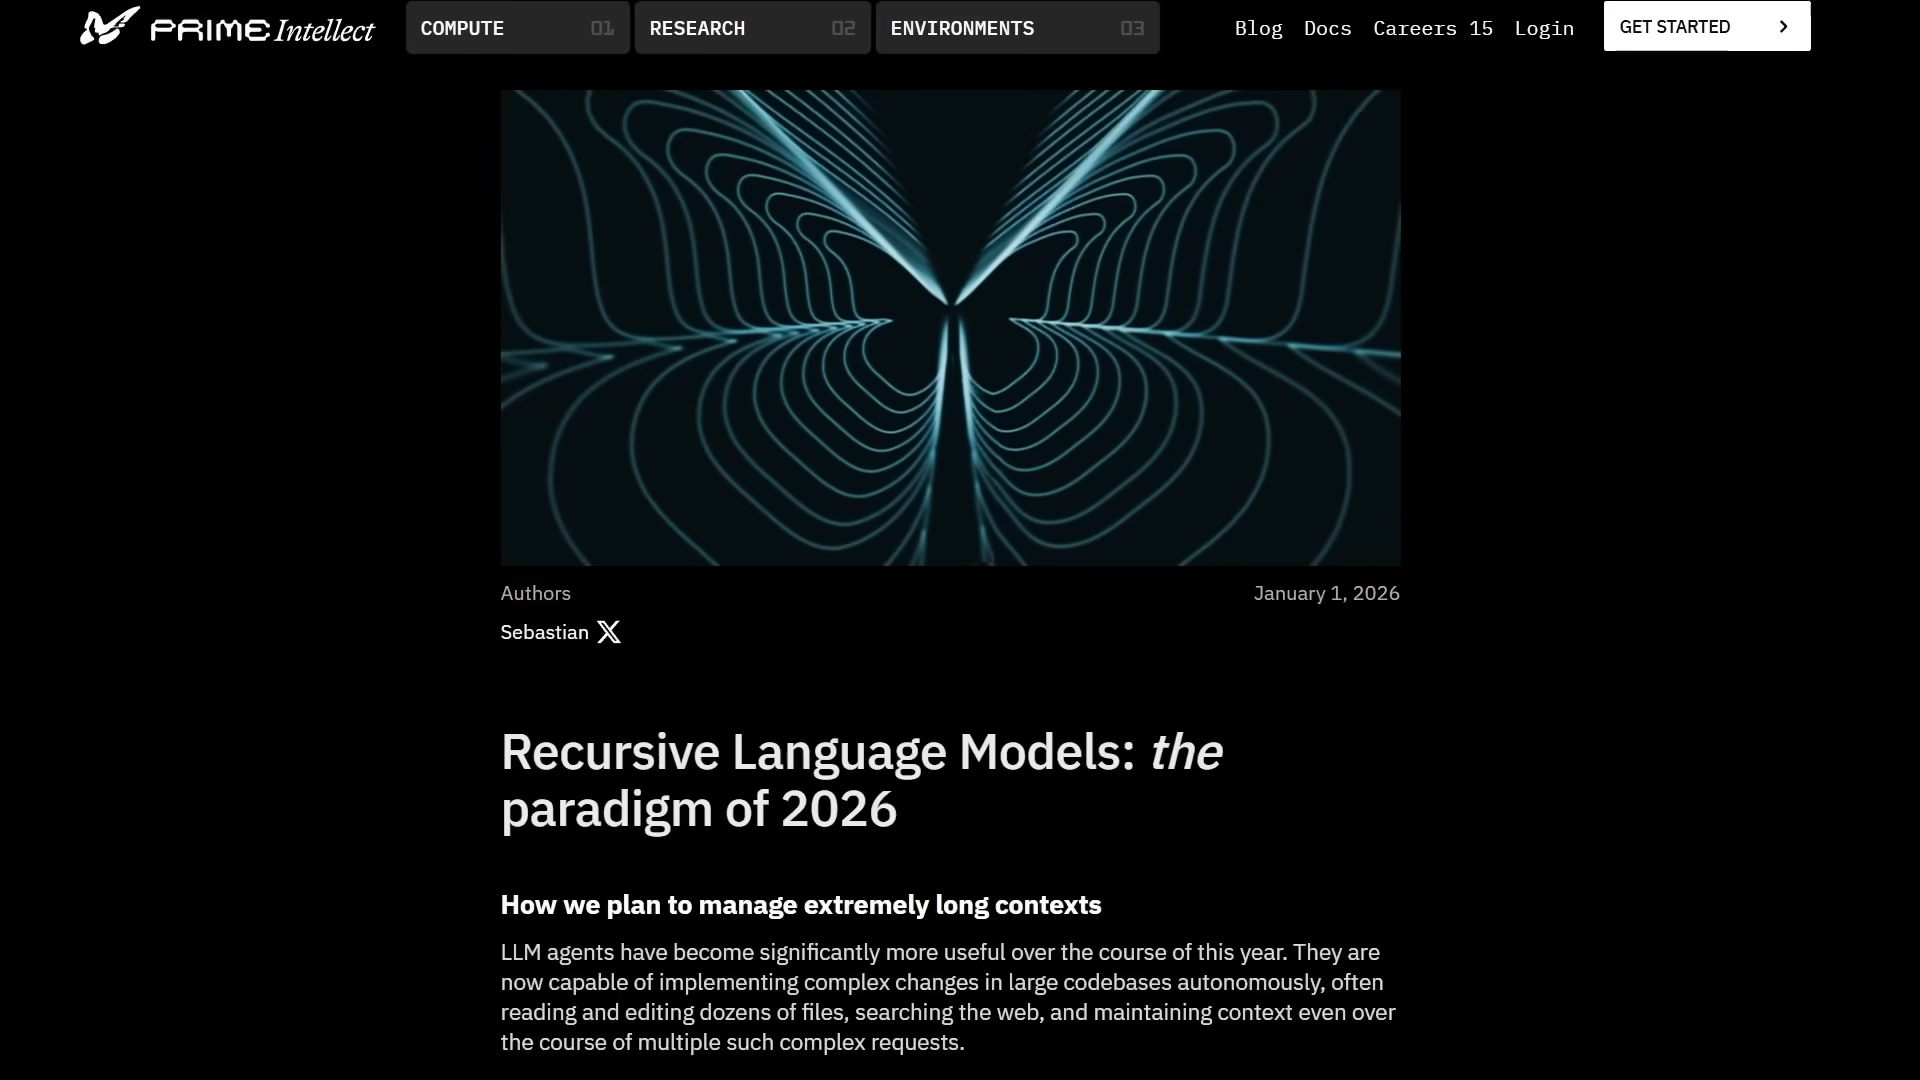 PRIME Intellect
COMPUTE 01
RESEARCH 02
ENVIRONMENTS 03
Blog Docs Careers 15 Login
GET STARTED
Authors
January 1, 2026
Sebastian
Recursive Language Models: the
paradigm of 2026
How we plan to manage extremely long contexts
LLM agents have become significantly more useful over the course of this year. They are
now capable of implementing complex changes in large codebases autonomously, often
reading and editing dozens of files, searching the web, and maintaining context even over
the course of multiple such complex requests.